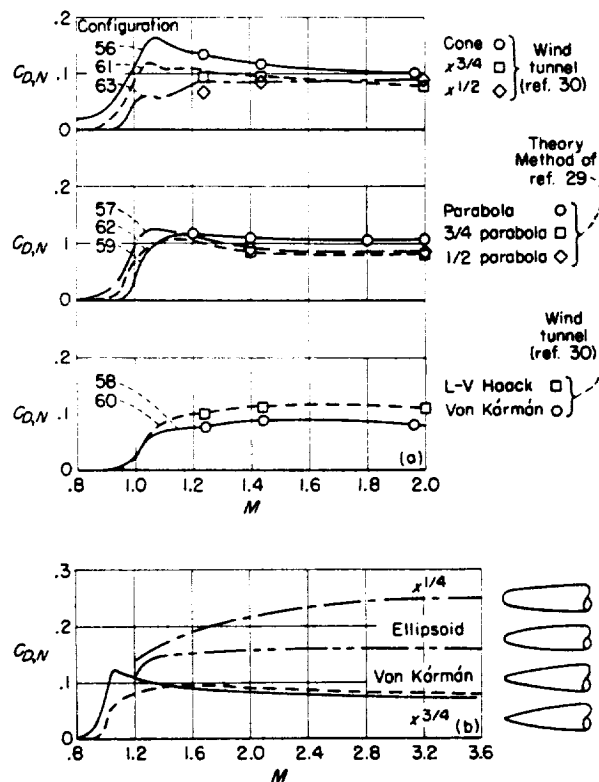 Configuration
56
61
63
C_D,N
.2
.1
0
Cone
x^3/4
x^1/2
Wind
tunnel
(ref. 30)
Theory
Method of
ref. 29
57
62
59
C_D,N
.2
.1
0
Parabola
3/4 parabola
1/2 parabola
Wind
tunnel
(ref. 30)
58
60
C_D,N
.2
.1
0
L-V Haack
Von Kármán
(a)
.8 1.0 1.2 1.4 1.6 1.8 2.0
M
C_D,N
.3
.2
.1
0
x^1/4
Ellipsoid
Von Kármán
x^3/4
(b)
.8 1.2 1.6 2.0 2.4 2.8 3.2 3.6
M